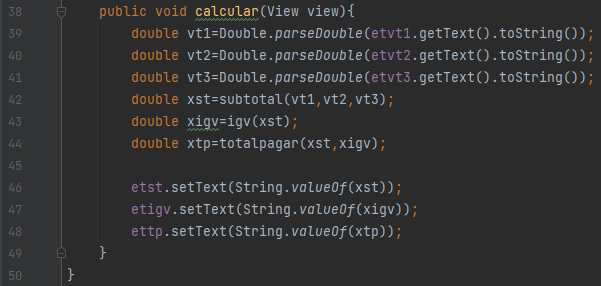 38 public void calcular(View view){
39 double vt1=Double.parseDouble(etvt1.getText().toString());
40 double vt2=Double.parseDouble(etvt2.getText().toString());
41 double vt3=Double.parseDouble(etvt3.getText().toString());
42 double xst=subtotal(vt1,vt2,vt3);
43 double xigv=igv(xst);
44 double xtp=totalpagar(xst,xigv);
45
46 etst.setText(String.valueOf(xst));
47 etigv.setText(String.valueOf(xigv));
48 ettp.setText(String.valueOf(xtp));
49 }
50 }